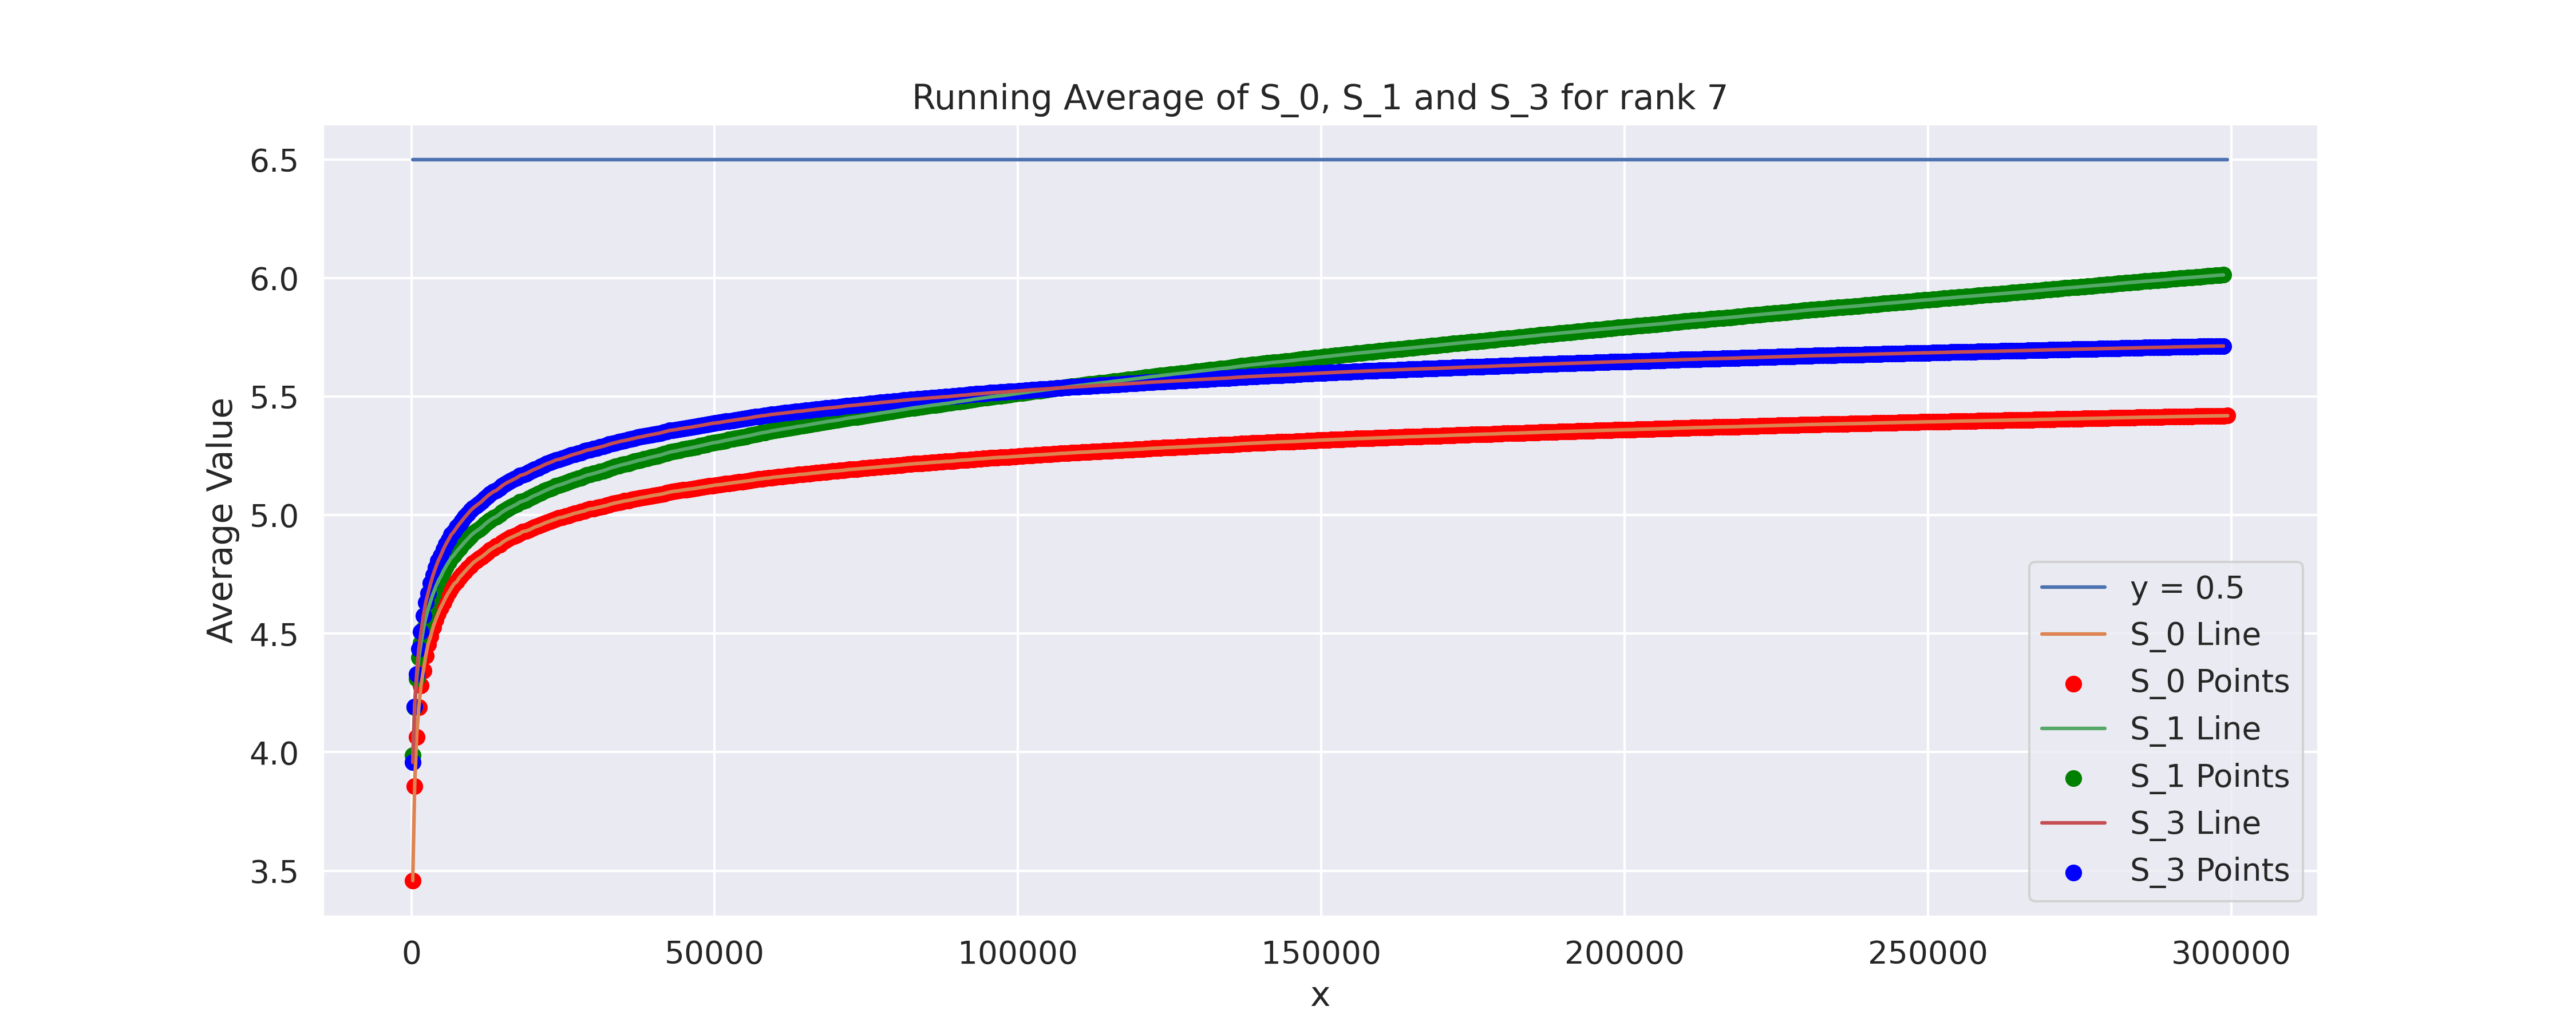 Running Average of S_0, S_1 and S_3 for rank 7
6.5
6.0
5.5
5.0
4.5
4.0
3.5
Average Value
0 50000 100000 150000 200000 250000 300000
x
y = 0.5
S_0 Line
S_0 Points
S_1 Line
S_1 Points
S_3 Line
S_3 Points